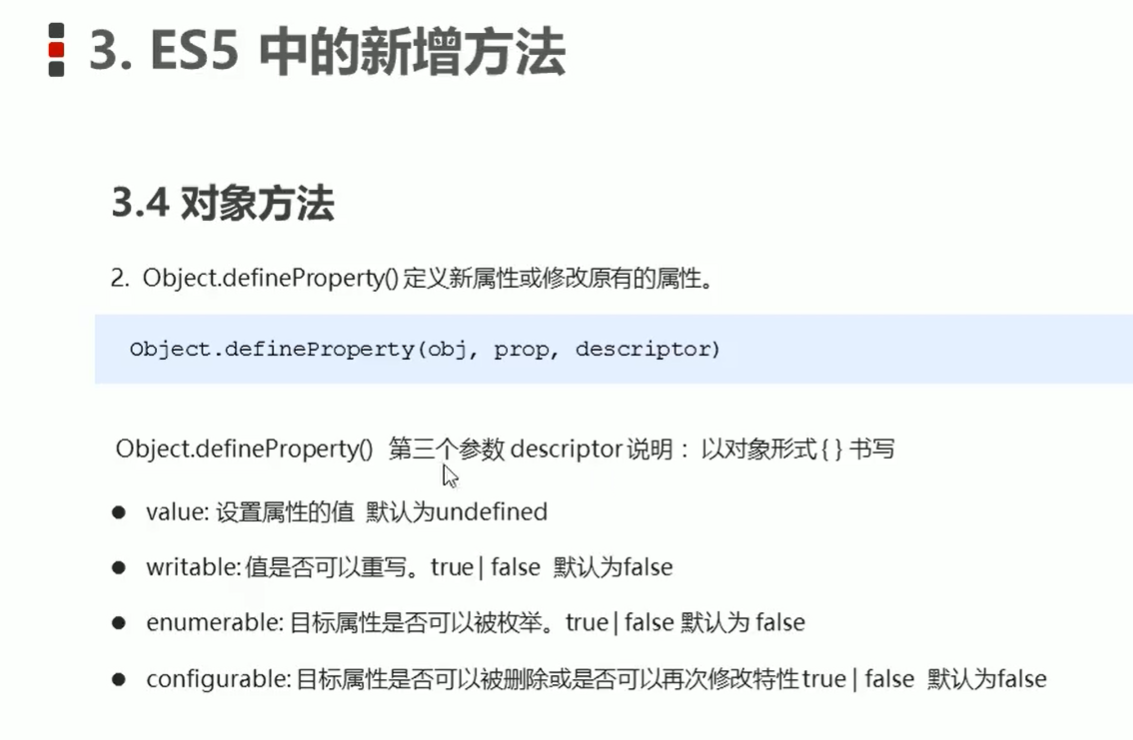 3. ES5 中的新增方法
3.4 对象方法
2. Object.defineProperty() 定义新属性或修改原有的属性。
Object.defineProperty(obj, prop, descriptor)
Object.defineProperty() 第三个参数 descriptor 说明： 以对象形式 { } 书写
● value: 设置属性的值 默认为undefined
● writable: 值是否可以重写。true | false 默认为false
● enumerable: 目标属性是否可以被枚举。true | false 默认为 false
● configurable: 目标属性是否可以被删除或是否可以再次修改特性 true | false 默认为false